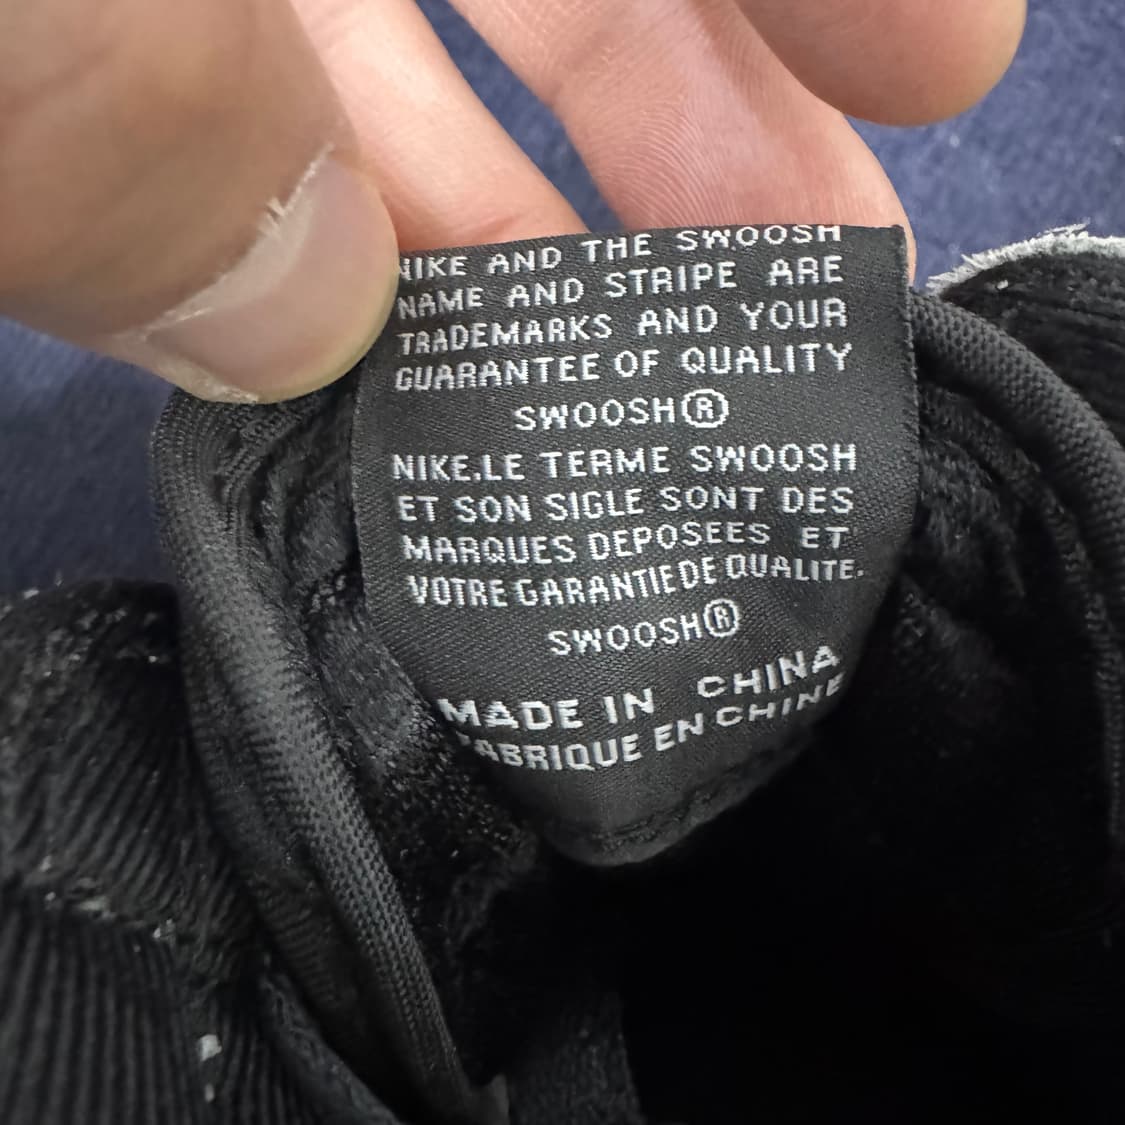 NIKE AND THE SWOOSH
NAME AND STRIPE ARE
TRADEMARKS AND YOUR
GUARANTEE OF QUALITY
SWOOSH®
NIKE,LE TERME SWOOSH
ET SON SIGLE SONT DES
MARQUES DEPOSEES ET
VOTRE GARANTIE DE QUALITE.
SWOOSH®
MADE IN CHINA
FABRIQUE EN CHINE